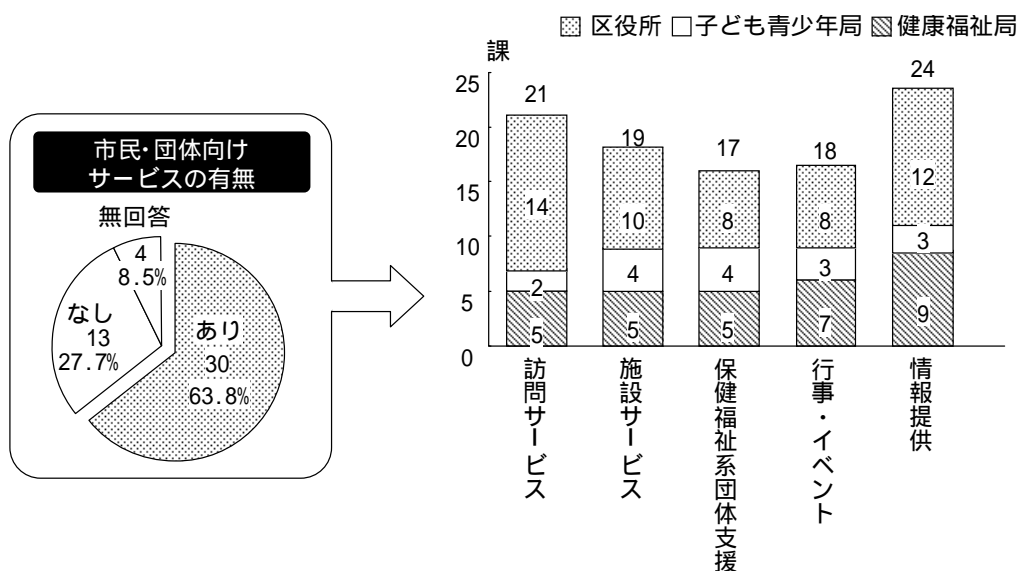 区役所 子ども青少年局 健康福祉局
課
市民・団体向け
サービスの有無
無回答
4
8.5%
なし
13
27.7%
あり
30
63.8%
25
20
15
10
5
0
21
14
2
5
19
10
4
5
17
8
4
5
18
8
3
7
24
12
3
9
訪問サービス
施設サービス
保健福祉系団体支援
行事・イベント
情報提供